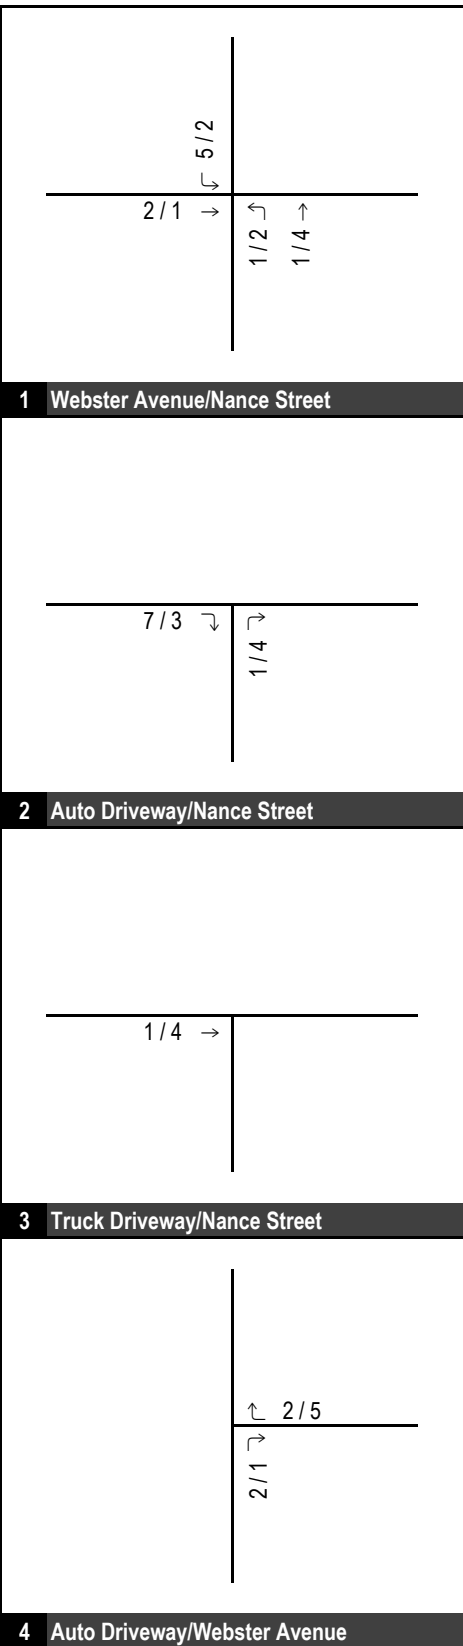 5 / 2
2 / 1
1 / 2
1 / 4
1 Webster Avenue/Nance Street
7 / 3
1 / 4
2 Auto Driveway/Nance Street
1 / 4
3 Truck Driveway/Nance Street
2 / 5
2 / 1
4 Auto Driveway/Webster Avenue